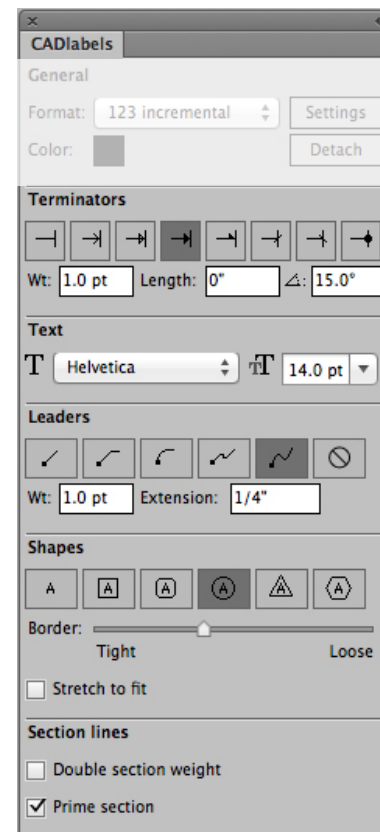 CADlabels
General
Format: 123 incremental Settings
Color: Detach
Terminators
Wt: 1.0 pt Length: 0" ∠: 15.0°
Text
T Helvetica TT 14.0 pt
Leaders
Wt: 1.0 pt Extension: 1/4"
Shapes
A A A A A A
Border:
Tight Loose
Stretch to fit
Section lines
Double section weight
Prime section